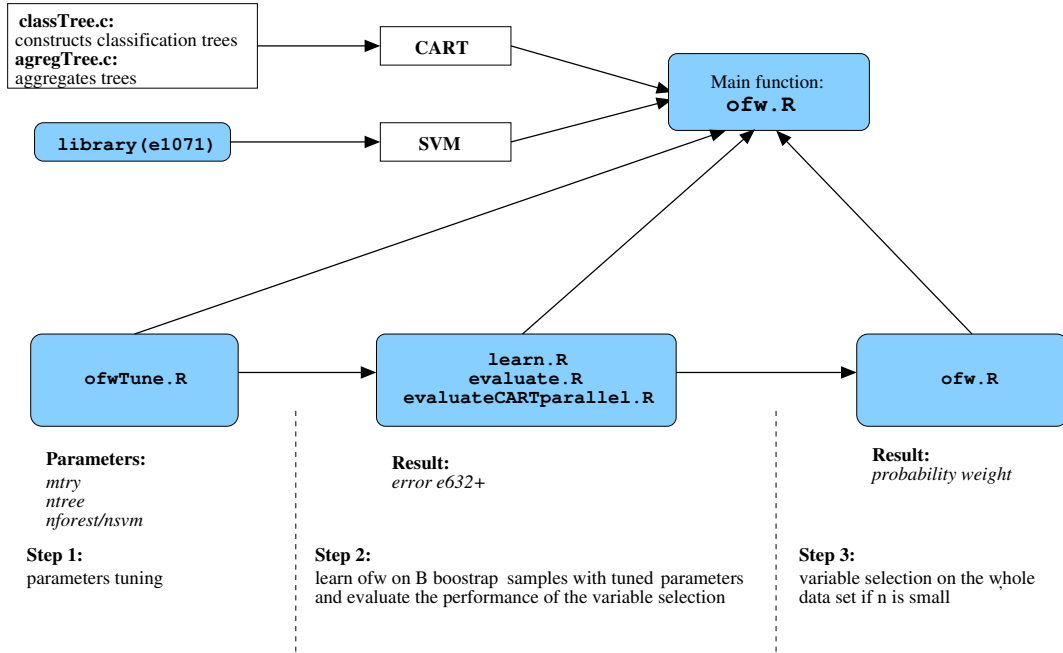 classTree.c:
constructs classification trees
agregTree.c:
aggregates trees
CART
Main function:
ofw.R
library(e1071)
SVM
ofwTune.R
learn.R
evaluate.R
evaluateCARTparallel.R
ofw.R
Parameters:
mtry
ntree
nforest/nsvm
Result:
error e632+
Result:
probability weight
Step 1:
parameters tuning
Step 2:
learn ofw on B boostrap samples with tuned parameters
and evaluate the performance of the variable selection
Step 3:
variable selection on the whole
data set if n is small